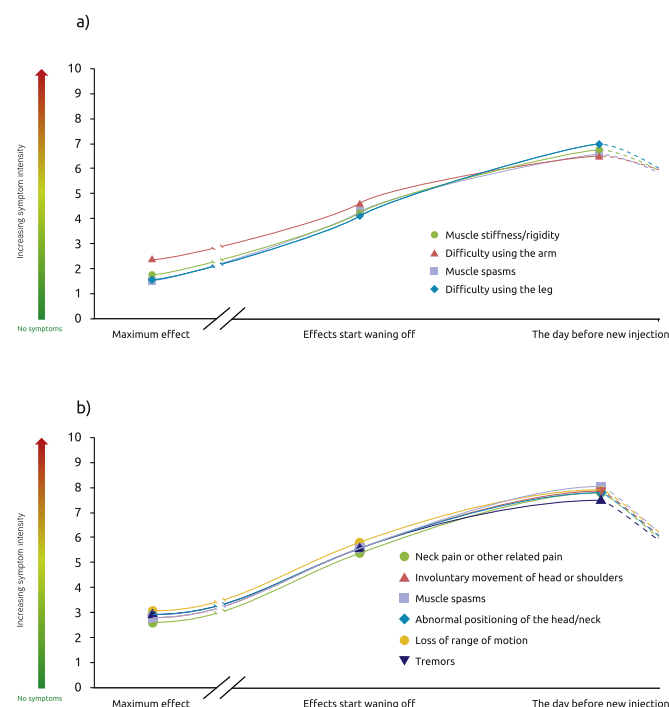 a)
10
9
8
7
6
5
4
3
2
1
0
Increasing symptom intensity
No symptoms
Muscle stiffness/rigidity
Difficulty using the arm
Muscle spasms
Difficulty using the leg
Maximum effect
Effects start waning off
The day before new injection
b)
10
9
8
7
6
5
4
3
2
1
0
Increasing symptom intensity
No symptoms
Neck pain or other related pain
Involuntary movement of head or shoulders
Muscle spasms
Abnormal positioning of the head/neck
Loss of range of motion
Tremors
Maximum effect
Effects start waning off
The day before new injection